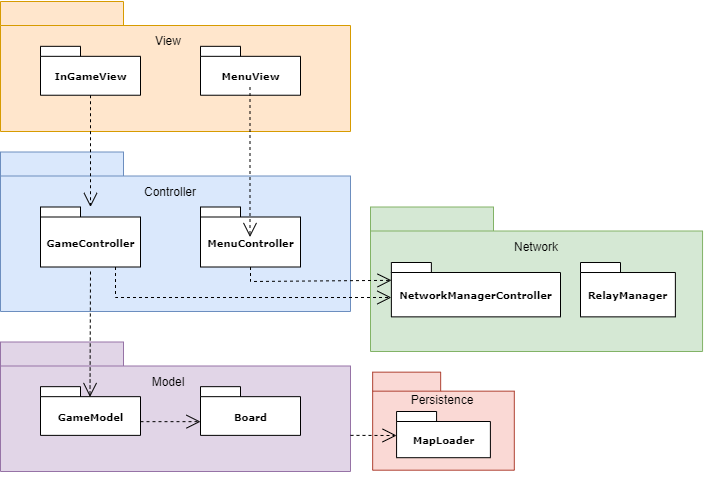 View
InGameView
MenuView
Controller
GameController
MenuController
Network
NetworkManagerController
RelayManager
Model
GameModel
Board
Persistence
MapLoader